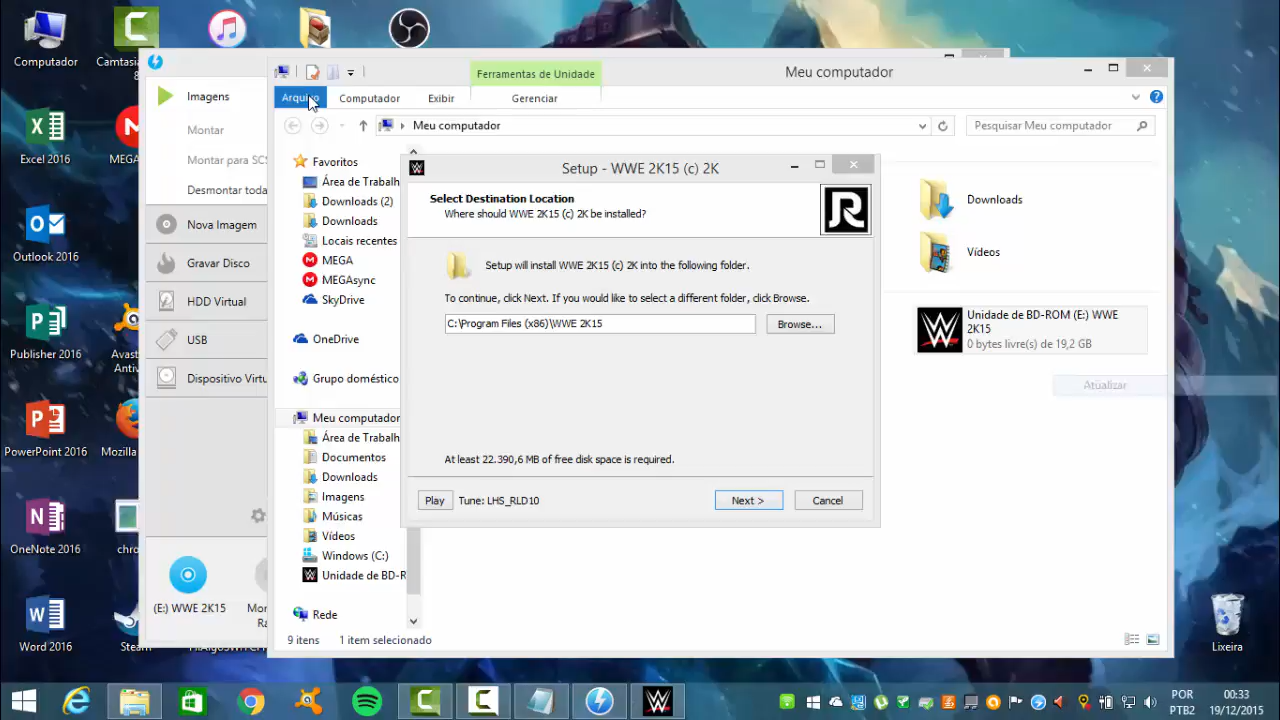 Computador
Camtasia
8
Excel 2016
MEGA
Outlook 2016
Publisher 2016
Avast
Antiv
PowerPoint 2016
Mozilla
OneNote 2016
chro
Word 2016
Steam
Lixeira
Imagens
Montar
Montar para SCS
Desmontar toda
Nova Imagem
Gravar Disco
HDD Virtual
USB
Dispositivo Virtu
(E:) WWE 2K15
Ferramentas de Unidade
Meu computador
Arquivo
Computador
Exibir
Gerenciar
Meu computador
Pesquisar Meu computador
Favoritos
Área de Trabalh
Downloads (2)
Downloads
Locais recentes
MEGA
MEGAsync
SkyDrive
OneDrive
Grupo doméstico
Meu computador
Área de Trabalh
Documentos
Downloads
Imagens
Músicas
Vídeos
Windows (C:)
Unidade de BD-R
Rede
9 itens
1 item selecionado
Downloads
Vídeos
Unidade de BD-ROM (E:) WWE
2K15
0 bytes livre(s) de 19,2 GB
Atualizar
Setup - WWE 2K15 (c) 2K
Select Destination Location
Where should WWE 2K15 (c) 2K be installed?
Setup will install WWE 2K15 (c) 2K into the following folder.
To continue, click Next. If you would like to select a different folder, click Browse.
C:\Program Files (x86)\WWE 2K15
Browse...
At least 22.390,6 MB of free disk space is required.
Play
Tune: LHS_RLD10
Next >
Cancel
POR
PTB2
00:33
19/12/2015